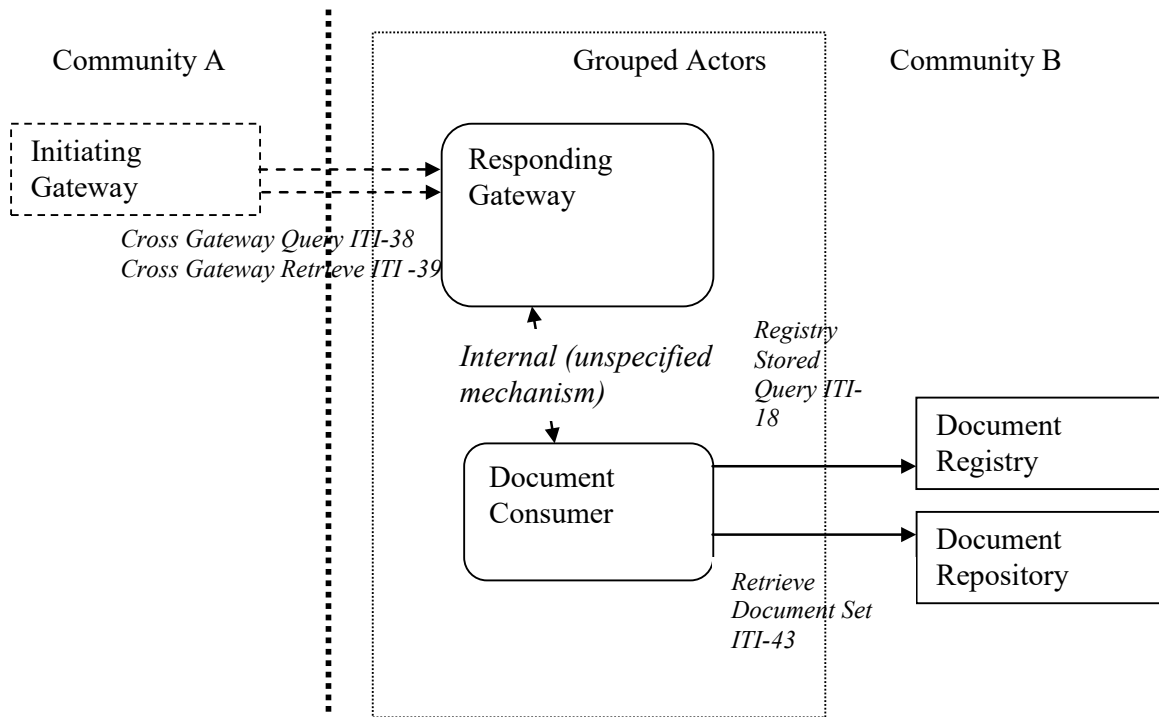 Community A
Grouped Actors
Community B
Initiating
Gateway
Responding
Gateway
Cross Gateway Query ITI-38
Cross Gateway Retrieve ITI -39
Internal (unspecified
mechanism)
Registry
Stored
Query ITI-
18
Document
Consumer
Document
Registry
Document
Repository
Retrieve
Document Set
ITI-43